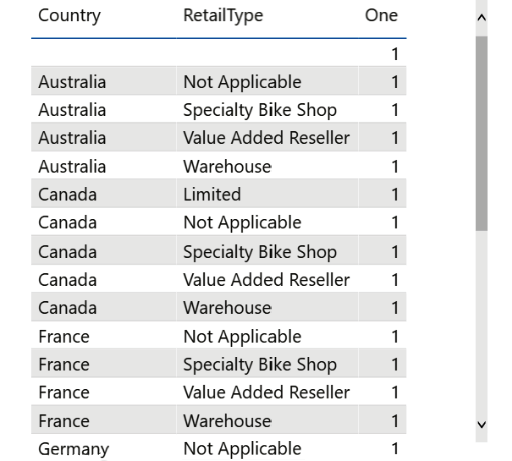 Country RetailType One
1
Australia Not Applicable 1
Australia Specialty Bike Shop 1
Australia Value Added Reseller 1
Australia Warehouse 1
Canada Limited 1
Canada Not Applicable 1
Canada Specialty Bike Shop 1
Canada Value Added Reseller 1
Canada Warehouse 1
France Not Applicable 1
France Specialty Bike Shop 1
France Value Added Reseller 1
France Warehouse 1
Germany Not Applicable 1